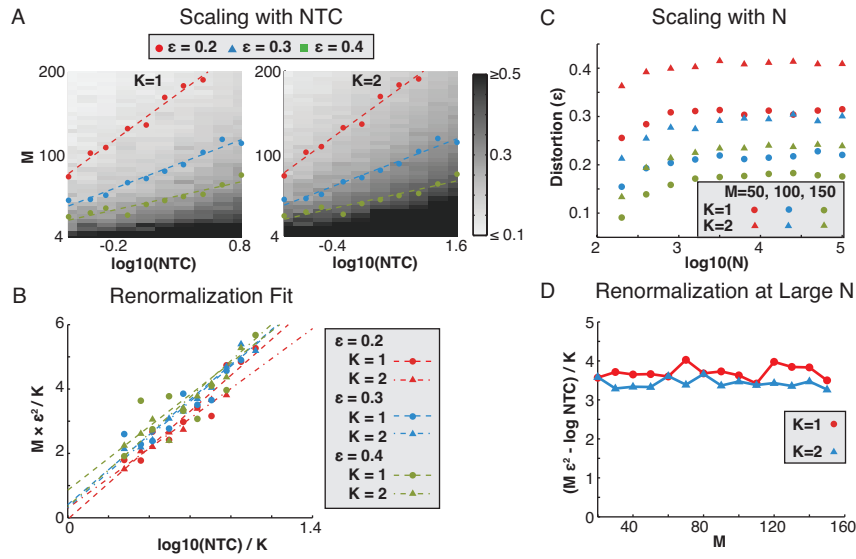 A Scaling with NTC
ε = 0.2 ε = 0.3 ε = 0.4
K=1
K=2
M
200
100
4
-0.2
0.8
log10(NTC)
200
100
4
-0.4
1.6
log10(NTC)
≥0.5
0.3
≤ 0.1
B Renormalization Fit
M × ε² / K
6
4
2
0
0
1.4
log10(NTC) / K
ε = 0.2
K = 1
K = 2
ε = 0.3
K = 1
K = 2
ε = 0.4
K = 1
K = 2
C Scaling with N
Distortion (ε)
0.4
0.3
0.2
0.1
2 3 4 5
log10(N)
M=50, 100, 150
K=1
K=2
D Renormalization at Large N
(M ε² - log NTC) / K
5
4
3
2
1
0
40 80 120 160
M
K=1
K=2